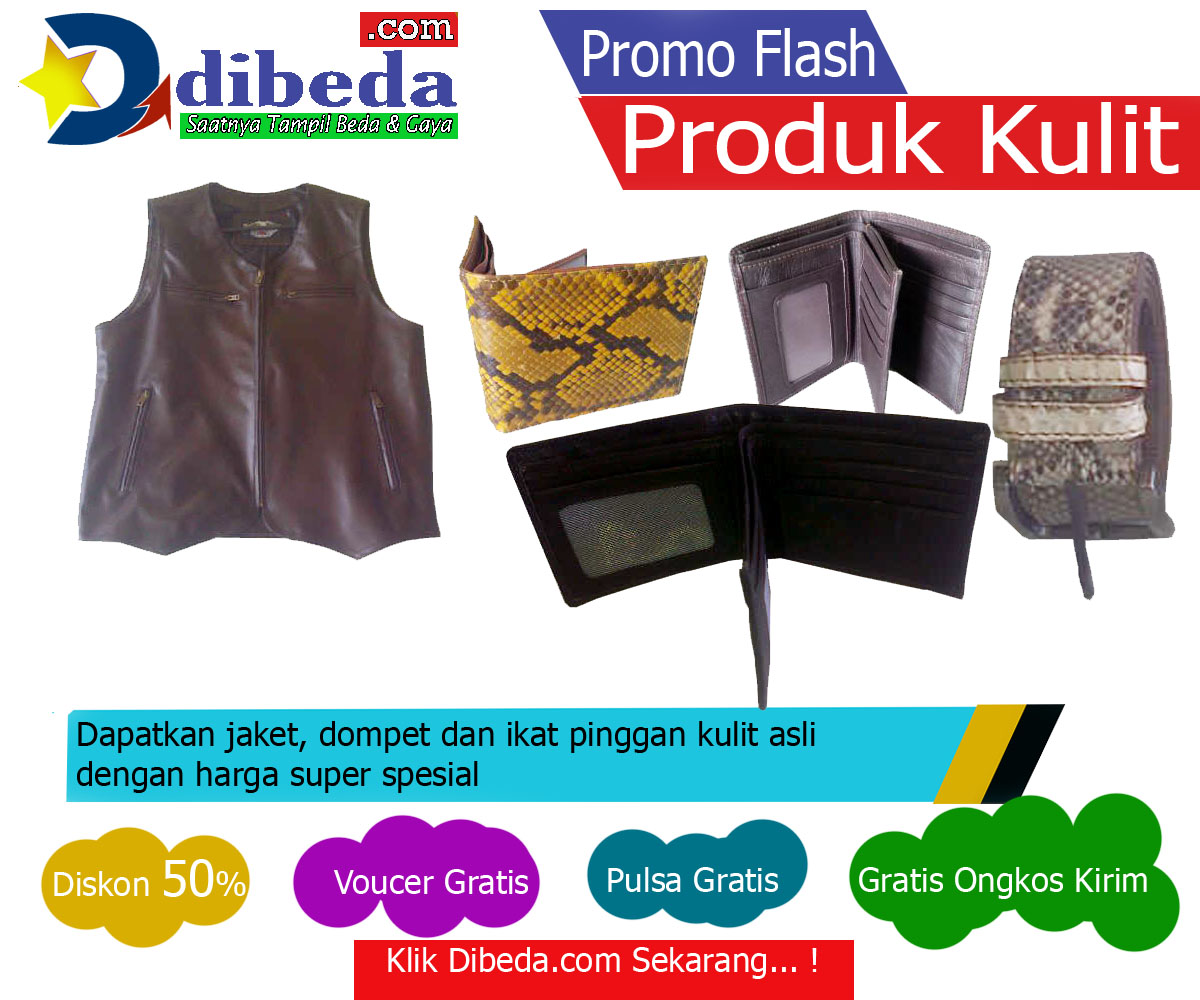 .com
dibeda
Saatnya Tampil Beda & Gaya
Promo Flash
Produk Kulit
Dapatkan jaket, dompet dan ikat pinggan kulit asli
dengan harga super spesial
Diskon 50%
Voucer Gratis
Pulsa Gratis
Gratis Ongkos Kirim
Klik Dibeda.com Sekarang... !